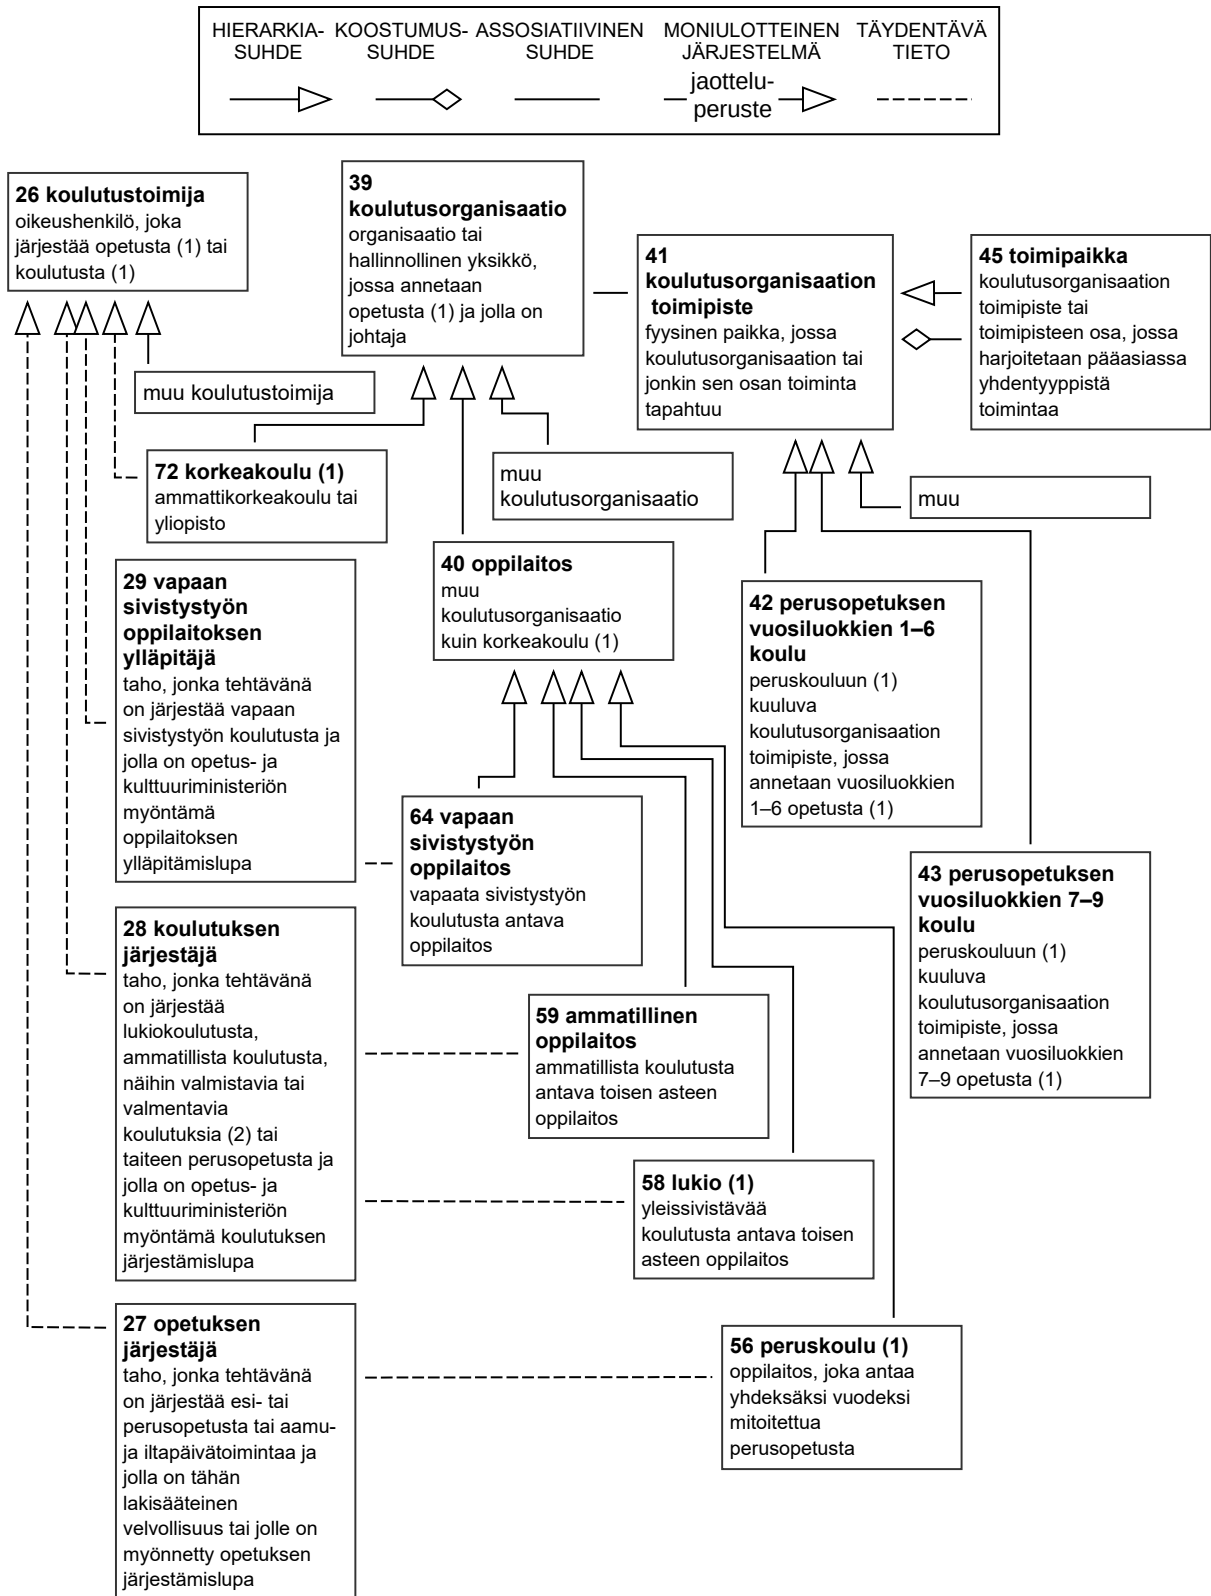 HIERARKIA-
SUHDE
KOOSTUMUS-
SUHDE
ASSOSIATIIVINEN
SUHDE
MONIULOTTEINEN
JÄRJESTELMÄ
jaottelu-
peruste
TÄYDENTÄVÄ
TIETO
26 koulutustoimija
oikeushenkilö, joka
järjestää opetusta (1) tai
koulutusta (1)
39
koulutusorganisaatio
organisaatio tai
hallinnollinen yksikkö,
jossa annetaan
opetusta (1) ja jolla on
johtaja
41
koulutusorganisaation
toimipiste
fyysinen paikka, jossa
koulutusorganisaation tai
jonkin sen osan toiminta
tapahtuu
45 toimipaikka
koulutusorganisaation
toimipiste tai
toimipisteen osa, jossa
harjoitetaan pääasiassa
yhdentyyppistä
toimintaa
muu koulutustoimija
72 korkeakoulu (1)
ammattikorkeakoulu tai
yliopisto
muu
koulutusorganisaatio
muu
29 vapaan
sivistystyön
oppilaitoksen
ylläpitäjä
taho, jonka tehtävänä
on järjestää vapaan
sivistystyön koulutusta ja
jolla on opetus- ja
kulttuuriministeriön
myöntämä
oppilaitoksen
ylläpitämislupa
40 oppilaitos
muu
koulutusorganisaatio
kuin korkeakoulu (1)
42 perusopetuksen
vuosiluokkien 1–6
koulu
peruskouluun (1)
kuuluva
koulutusorganisaation
toimipiste, jossa
annetaan vuosiluokkien
1–6 opetusta (1)
64 vapaan
sivistystyön
oppilaitos
vapaata sivistystyön
koulutusta antava
oppilaitos
43 perusopetuksen
vuosiluokkien 7–9
koulu
peruskouluun (1)
kuuluva
koulutusorganisaation
toimipiste, jossa
annetaan vuosiluokkien
7–9 opetusta (1)
28 koulutuksen
järjestäjä
taho, jonka tehtävänä
on järjestää
lukiokoulutusta,
ammatillista koulutusta,
näihin valmistavia tai
valmentavia
koulutuksia (2) tai
taiteen perusopetusta ja
jolla on opetus- ja
kulttuuriministeriön
myöntämä koulutuksen
järjestämislupa
59 ammatillinen
oppilaitos
ammatillista koulutusta
antava toisen asteen
oppilaitos
58 lukio (1)
yleissivistävää
koulutusta antava toisen
asteen oppilaitos
27 opetuksen
järjestäjä
taho, jonka tehtävänä
on järjestää esi- tai
perusopetusta tai aamu-
ja iltapäivätoimintaa ja
jolla on tähän
lakisääteinen
velvollisuus tai jolle on
myönnetty opetuksen
järjestämislupa
56 peruskoulu (1)
oppilaitos, joka antaa
yhdeksäksi vuodeksi
mitoitettua
perusopetusta